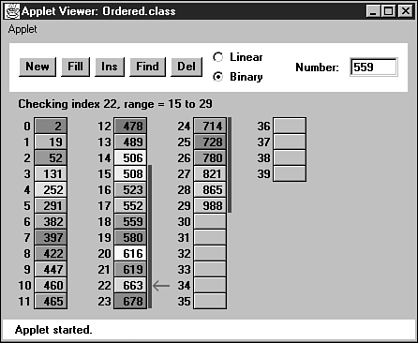 Applet Viewer: Ordered.class
Applet
New Fill Ins Find Del Linear Binary Number: 559
Checking index 22, range = 15 to 29
0 2 12 478 24 714 36
1 19 13 489 25 728 37
2 52 14 506 26 780 38
3 131 15 508 27 821 39
4 252 16 523 28 865
5 291 17 552 29 988
6 382 18 559 30
7 397 19 580 31
8 422 20 616 32
9 447 21 619 33
10 460 22 663 34
11 465 23 678 35
Applet started.